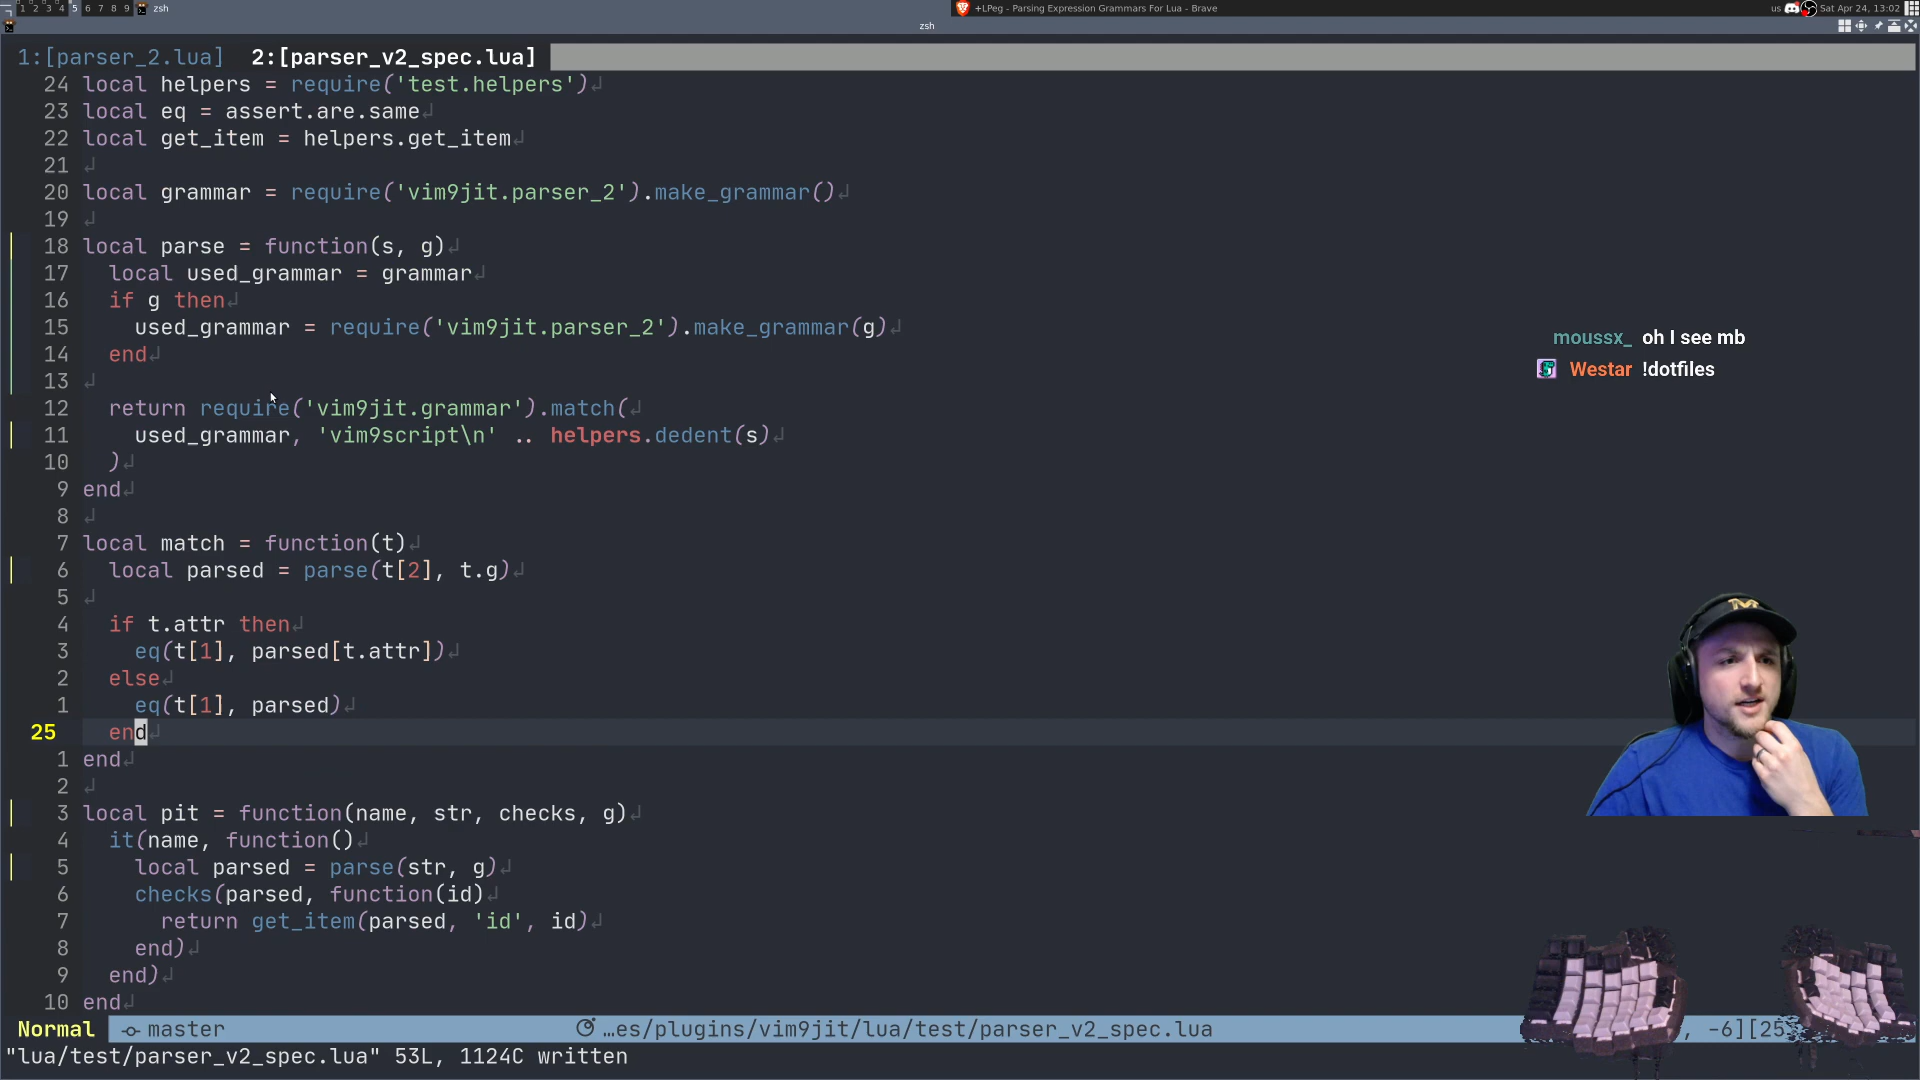 1 2 3 4 5 6 7 8 9 zsh
+LPeg - Parsing Expression Grammars For Lua - Brave
us
Sat Apr 24, 13:02
zsh
1:[parser_2.lua] 2:[parser_v2_spec.lua]
24 local helpers = require('test.helpers')
23 local eq = assert.are.same
22 local get_item = helpers.get_item
21
20 local grammar = require('vim9jit.parser_2').make_grammar()
19
18 local parse = function(s, g)
17 local used_grammar = grammar
16 if g then
15 used_grammar = require('vim9jit.parser_2').make_grammar(g)
14 end
13
12 return require('vim9jit.grammar').match(
11 used_grammar, 'vim9script\n' .. helpers.dedent(s)
10 )
9 end
8
7 local match = function(t)
6 local parsed = parse(t[2], t.g)
5
4 if t.attr then
3 eq(t[1], parsed[t.attr])
2 else
1 eq(t[1], parsed)
25 end
1 end
2
3 local pit = function(name, str, checks, g)
4 it(name, function()
5 local parsed = parse(str, g)
6 checks(parsed, function(id)
7 return get_item(parsed, 'id', id)
8 end)
9 end)
10 end
moussx_ oh I see mb
Westar !dotfiles
Normal master …es/plugins/vim9jit/lua/test/parser_v2_spec.lua , -6][25
"lua/test/parser_v2_spec.lua" 53L, 1124C written